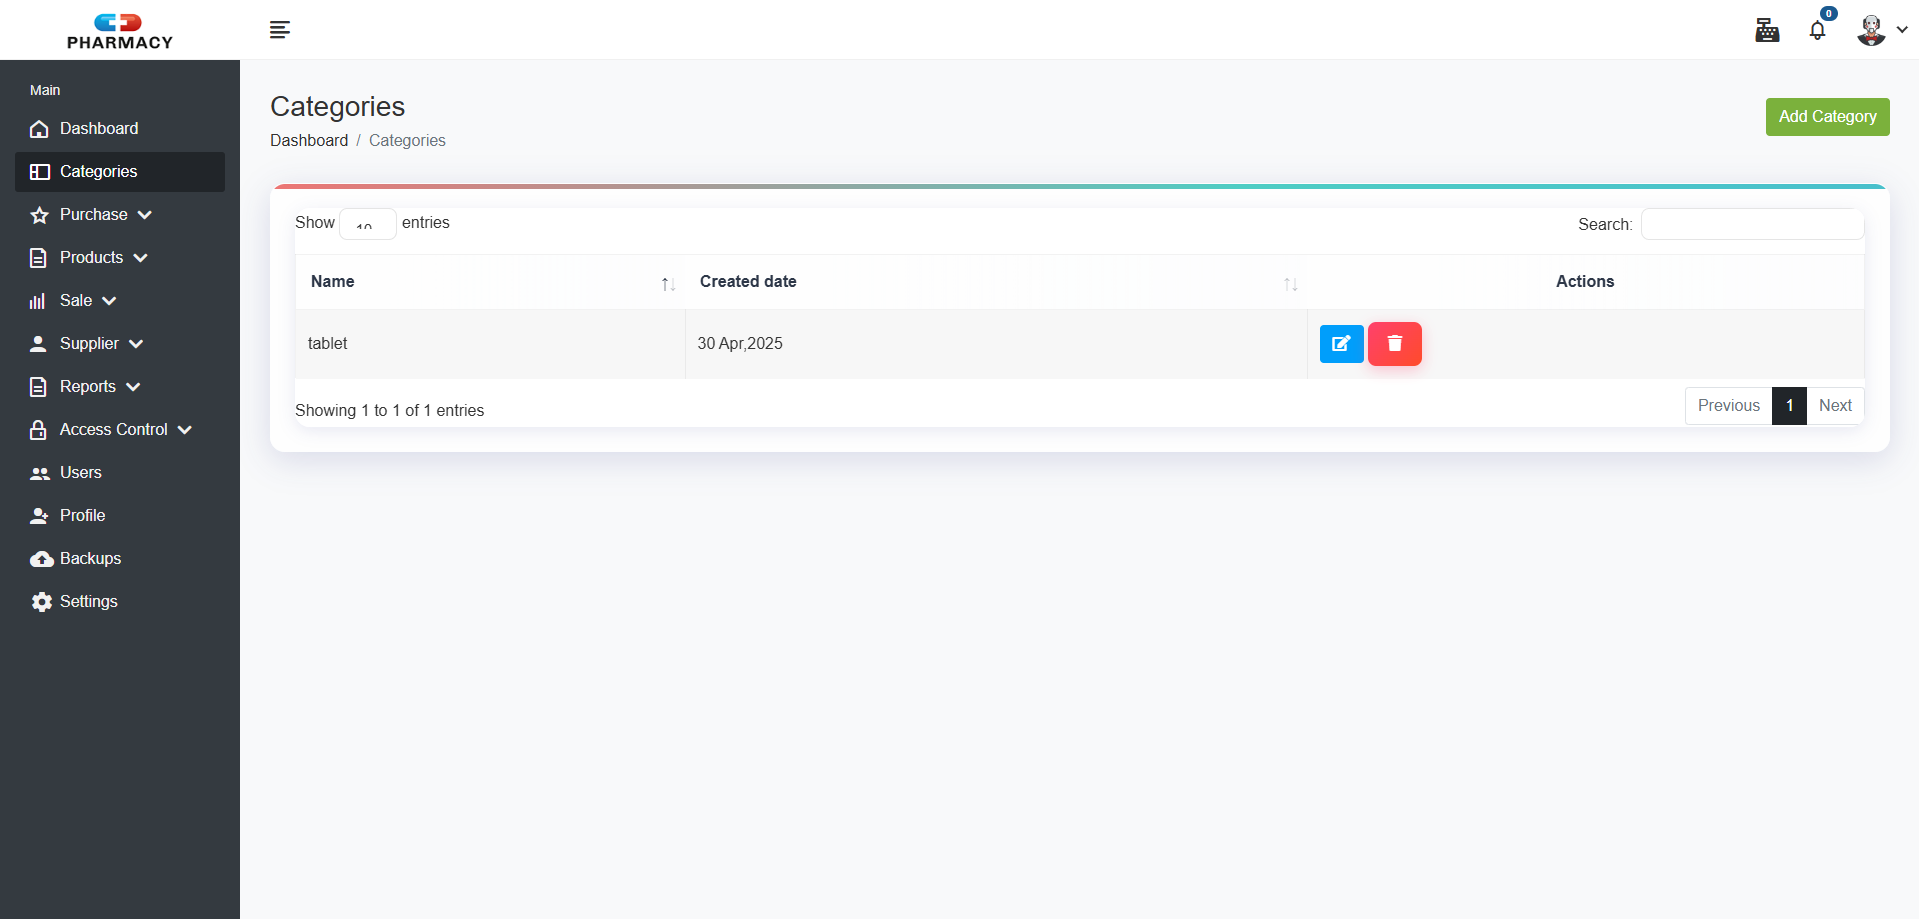 PHARMACY
0
Main
Dashboard
Categories
Purchase
Products
Sale
Supplier
Reports
Access Control
Users
Profile
Backups
Settings
Categories
Dashboard / Categories
Add Category
Show 10 entries
Search:
Name Created date Actions
tablet 30 Apr,2025
Showing 1 to 1 of 1 entries
Previous 1 Next